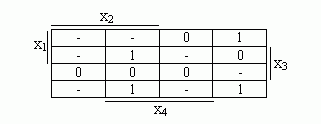 X2
X1
- - 0 1
- 1 - 0
X3
0 0 0 -
- 1 - 1
X4